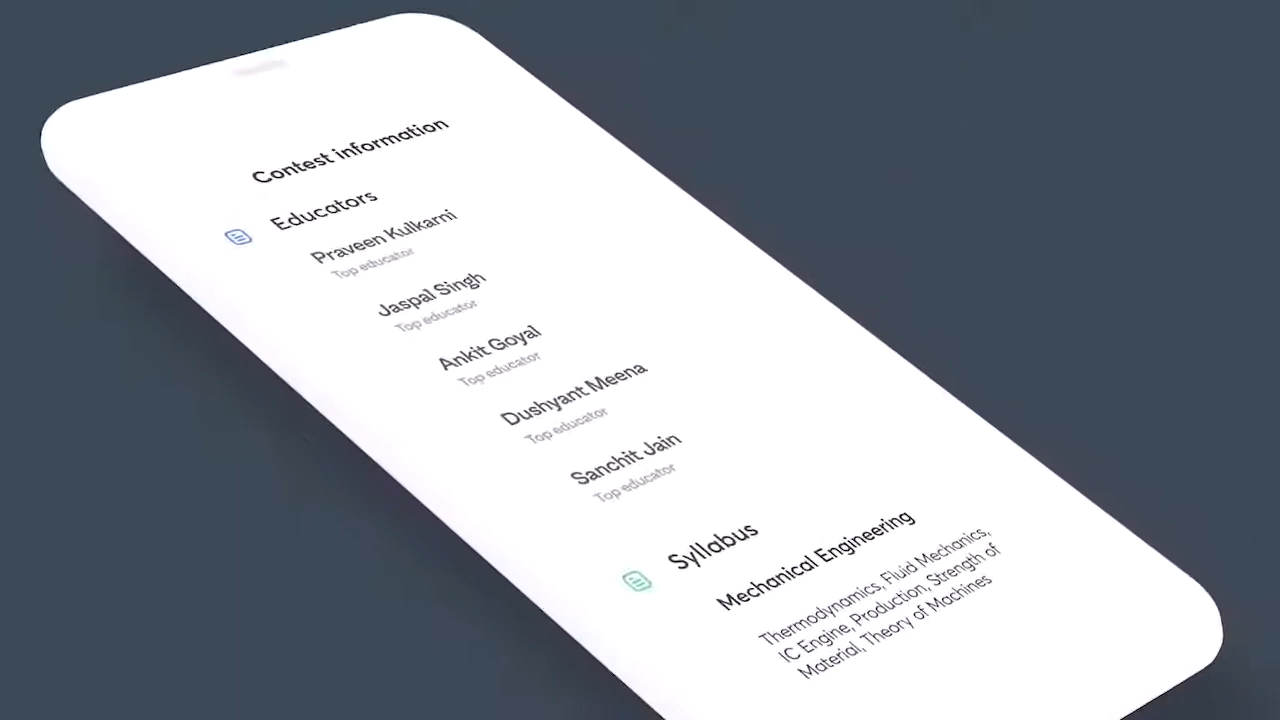 Contest information
Educators
Praveen Kulkarni
Top educator
Jaspal Singh
Top educator
Ankit Goyal
Top educator
Dushyant Meena
Top educator
Sanchit Jain
Top educator
Syllabus
Mechanical Engineering
Thermodynamics, Fluid Mechanics,
IC Engine, Production, Strength of
Material, Theory of Machines